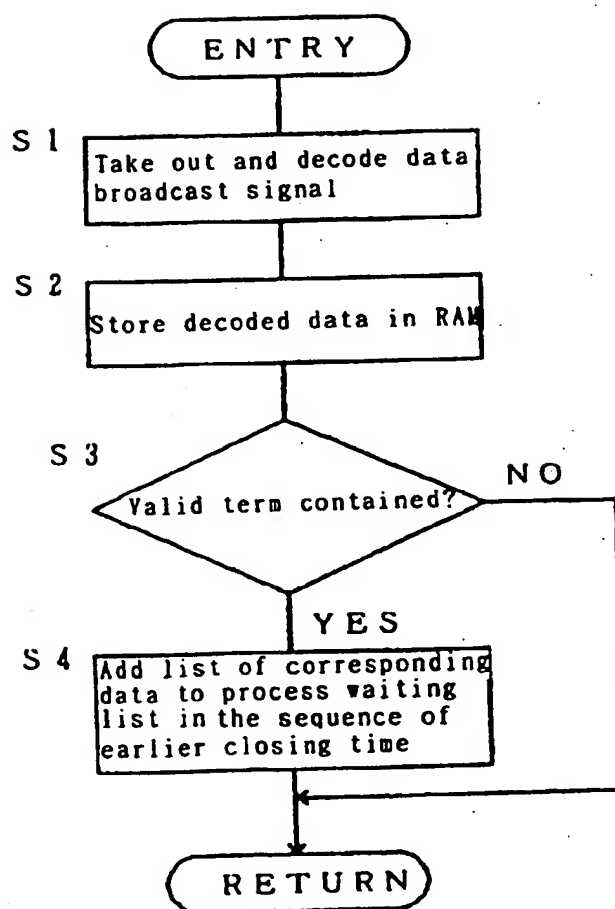 ENTRY
S 1
Take out and decode data
broadcast signal
S 2
Store decoded data in RAM
S 3
Valid term contained?
NO
YES
S 4
Add list of corresponding
data to process waiting
list in the sequence of
earlier closing time
RETURN